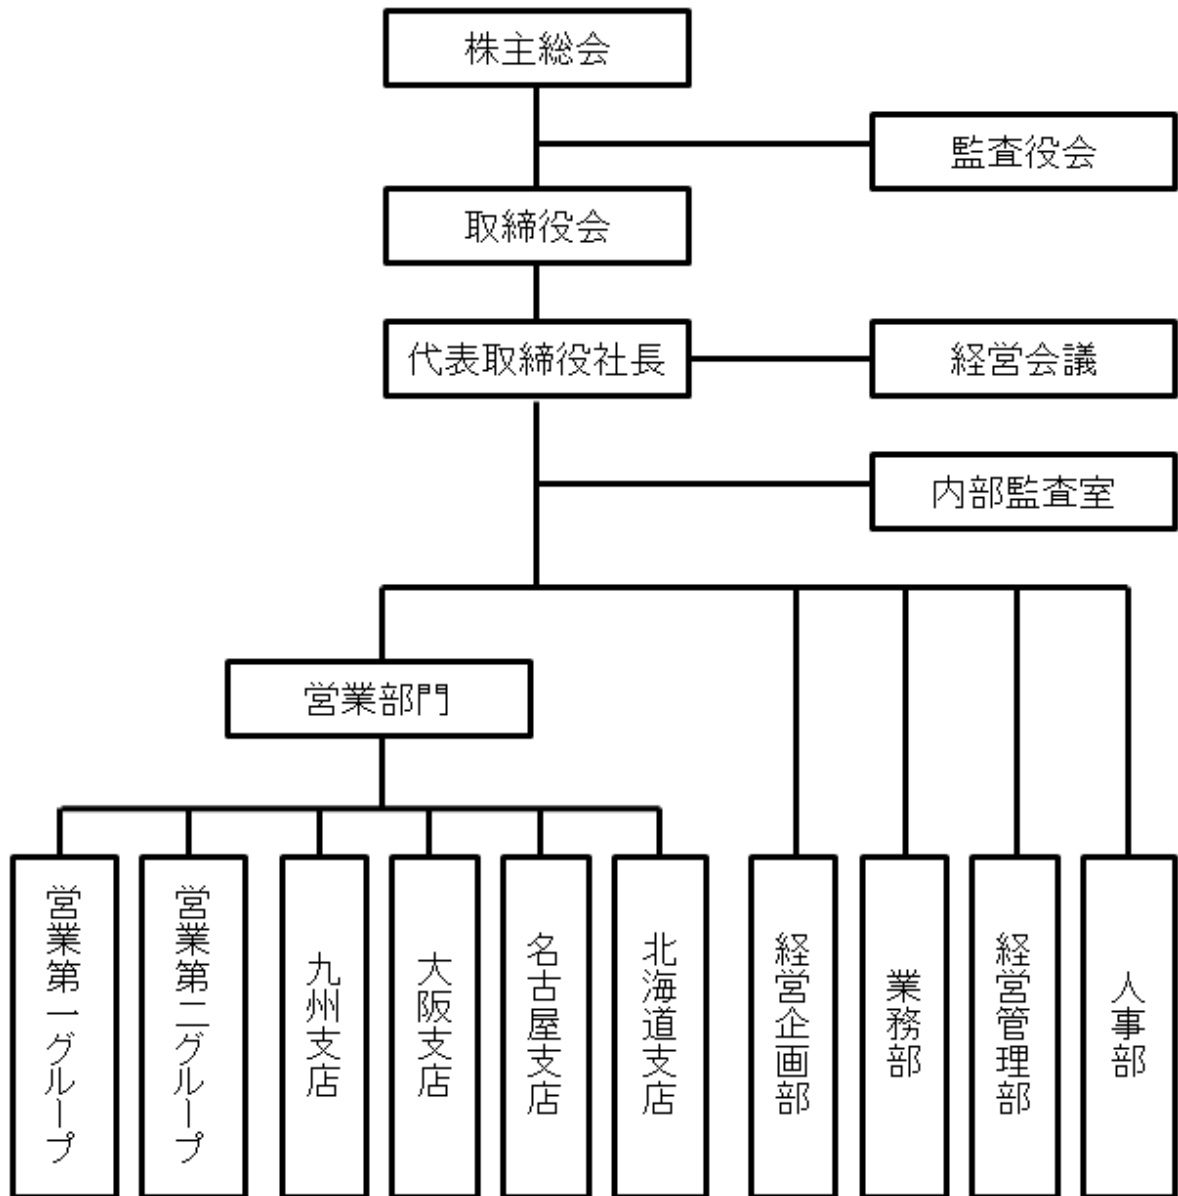 株主総会
監査役会
取締役会
代表取締役社長
経営会議
内部監査室
営業部門
営業第一グループ
営業第二グループ
九州支店
大阪支店
名古屋支店
北海道支店
経営企画部
業務部
経営管理部
人事部